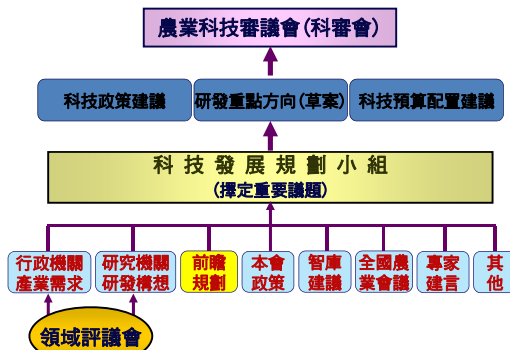 農業科技審議會(科審會)
科技政策建議
研發重點方向(草案)
科技預算配置建議
科技發展規劃小組
(擇定重要議題)
行政機關
產業需求
研究機關
研發構想
前瞻
規劃
本會
政策
智庫
建議
全國農
業會議
專家
建言
其
他
領域評議會